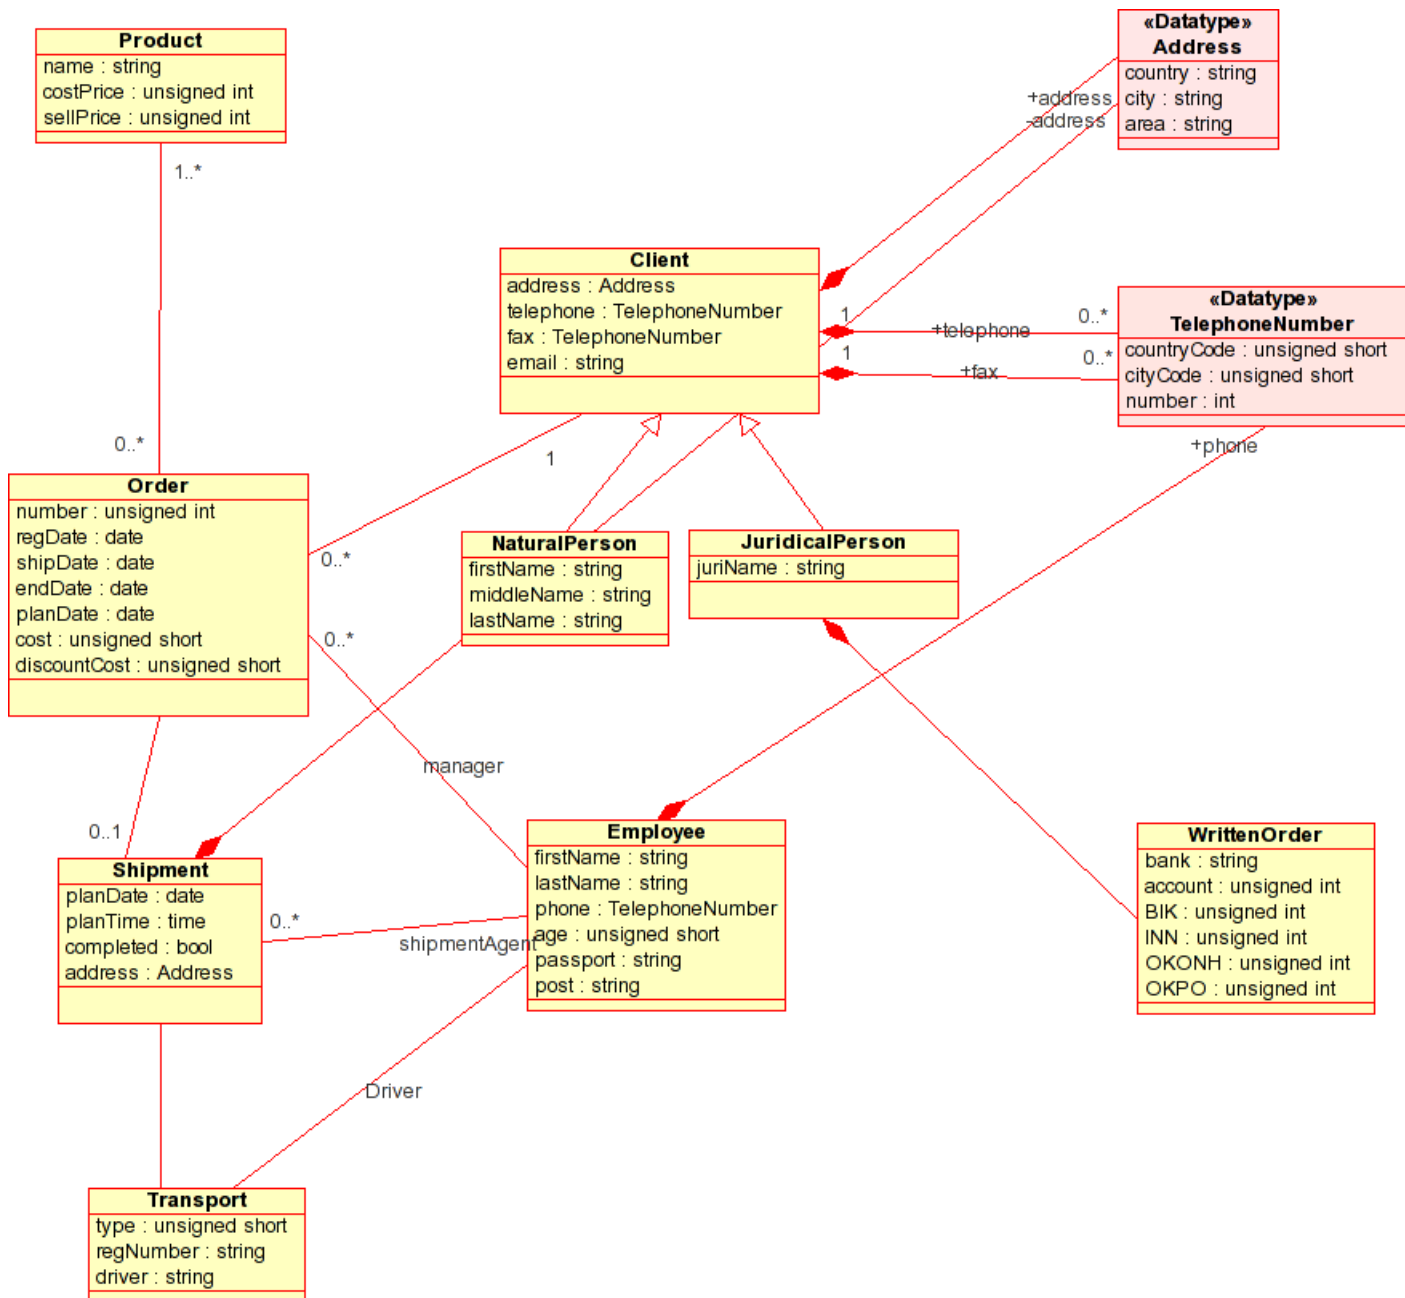 Product
name : string
costPrice : unsigned int
sellPrice : unsigned int
1..*
«Datatype»
Address
country : string
city : string
area : string
+address
-address
Client
address : Address
telephone : TelephoneNumber
fax : TelephoneNumber
email : string
1
+telephone
0..*
1
+fax
0..*
«Datatype»
TelephoneNumber
countryCode : unsigned short
cityCode : unsigned short
number : int
+phone
0..*
1
Order
number : unsigned int
regDate : date
shipDate : date
endDate : date
planDate : date
cost : unsigned short
discountCost : unsigned short
0..*
0..*
NaturalPerson
firstName : string
middleName : string
lastName : string
JuridicalPerson
juriName : string
manager
0..1
Shipment
planDate : date
planTime : time
completed : bool
address : Address
0..*
shipmentAgent
Employee
firstName : string
lastName : string
phone : TelephoneNumber
age : unsigned short
passport : string
post : string
WrittenOrder
bank : string
account : unsigned int
BIK : unsigned int
INN : unsigned int
OKONH : unsigned int
OKPO : unsigned int
Driver
Transport
type : unsigned short
regNumber : string
driver : string